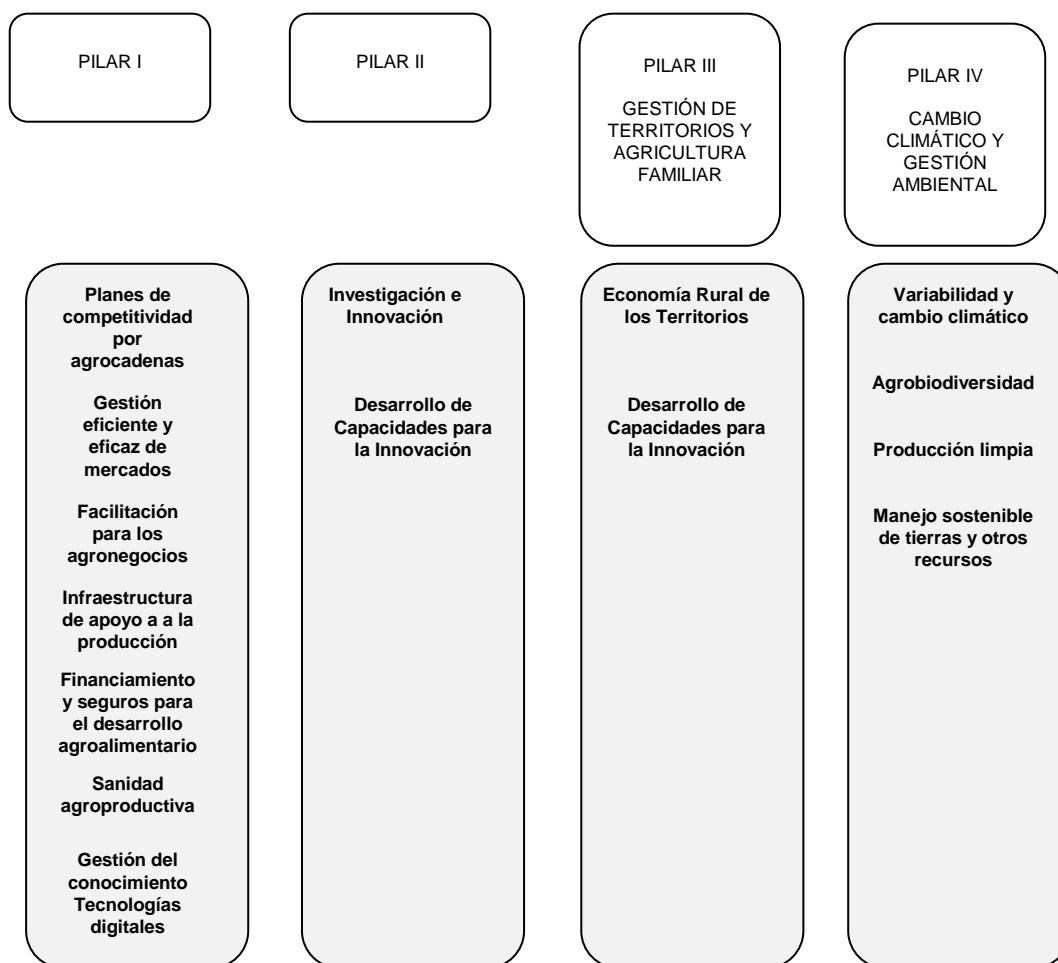 PILAR I
PILAR II
PILAR III
GESTIÓN DE
TERRITORIOS Y
AGRICULTURA
FAMILIAR
PILAR IV
CAMBIO
CLIMÁTICO Y
GESTIÓN
AMBIENTAL
Planes de
competitividad
por
agrocadenas
Gestión
eficiente y
eficaz de
mercados
Facilitación
para los
agronegocios
Infraestructura
de apoyo a a la
producción
Financiamiento
y seguros para
el desarrollo
agroalimentario
Sanidad
agroproductiva
Gestión del
conocimiento
Tecnologías
digitales
Investigación e
Innovación
Desarrollo de
Capacidades para
la Innovación
Economía Rural de
los Territorios
Desarrollo de
Capacidades para
la Innovación
Variabilidad y
cambio climático
Agrobiodiversidad
Producción limpia
Manejo sostenible
de tierras y otros
recursos